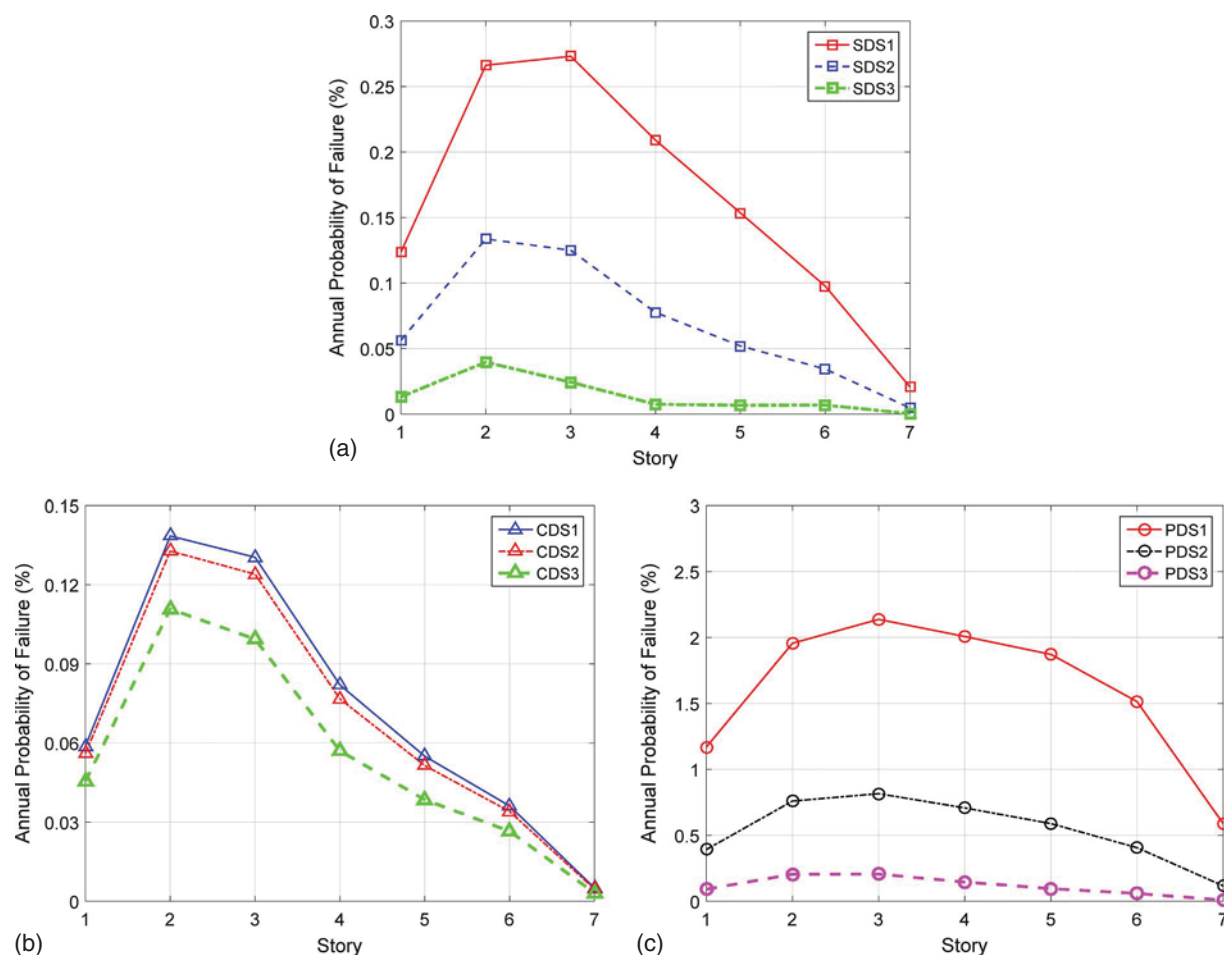 0.3
0.25
0.2
0.15
0.1
0.05
0
Annual Probability of Failure (%)
SDS1
SDS2
SDS3
1 2 3 4 5 6 7
Story
(a)
0.15
0.12
0.09
0.06
0.03
0
Annual Probability of Failure (%)
CDS1
CDS2
CDS3
1 2 3 4 5 6 7
Story
(b)
3
2.5
2
1.5
1
0.5
0
Annual Probability of Failure (%)
PDS1
PDS2
PDS3
1 2 3 4 5 6 7
Story
(c)